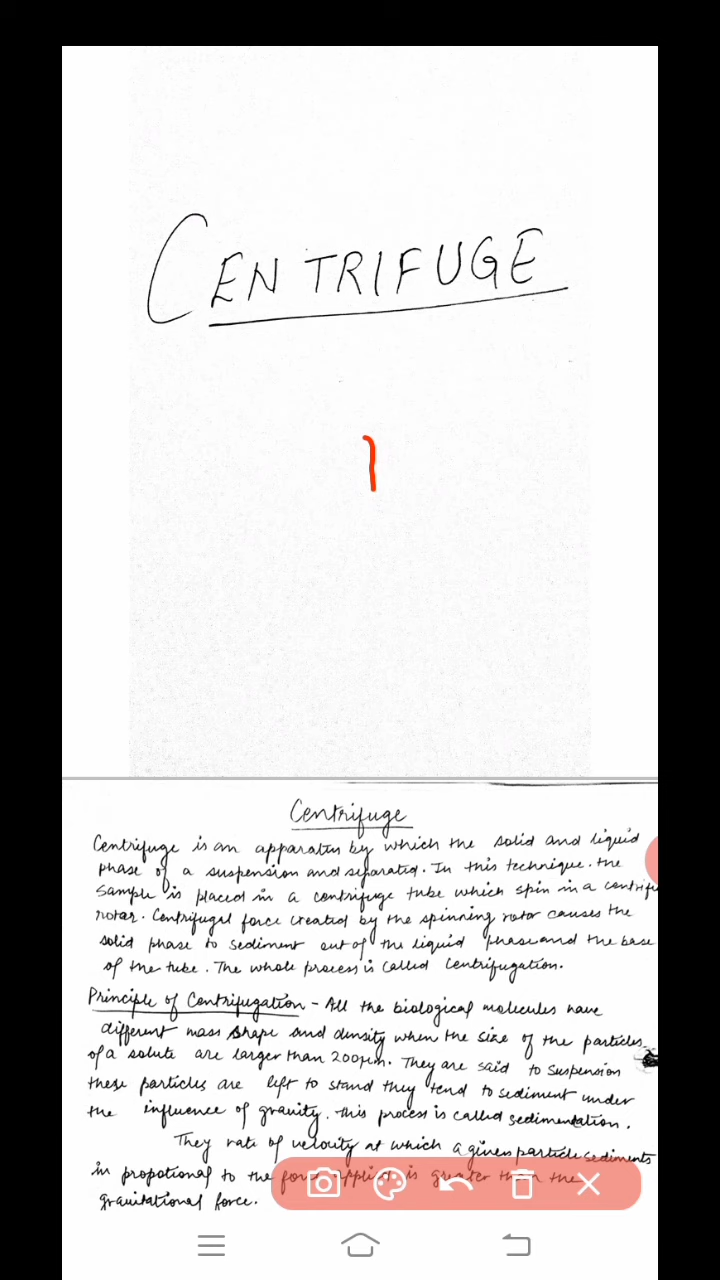 CENTRIFUGE
1
Centrifuge
Centrifuge is an apparatus by which the solid and liquid
phase of a suspension and separated. In this technique. the
sample is placed in a centrifuge tube which spin in a centrifu
rotar. Centrifugal force created by the spinning rotor causes the
solid phase to sediment out of the liquid phase and the base
of the tube. The whole process is called Centrifugation.
Principle of Centrifugation - All the biological molecules have
different mass shape and density when the size of the particles
of a solute are larger than 200μm. They are said to suspension
these particles are left to stand they tend to sediment under
the influence of gravity. this process is called sedimentation.
They rate of velocity at which a given particle sediments
in propotional to the force applit is greater than the
gravitational force.